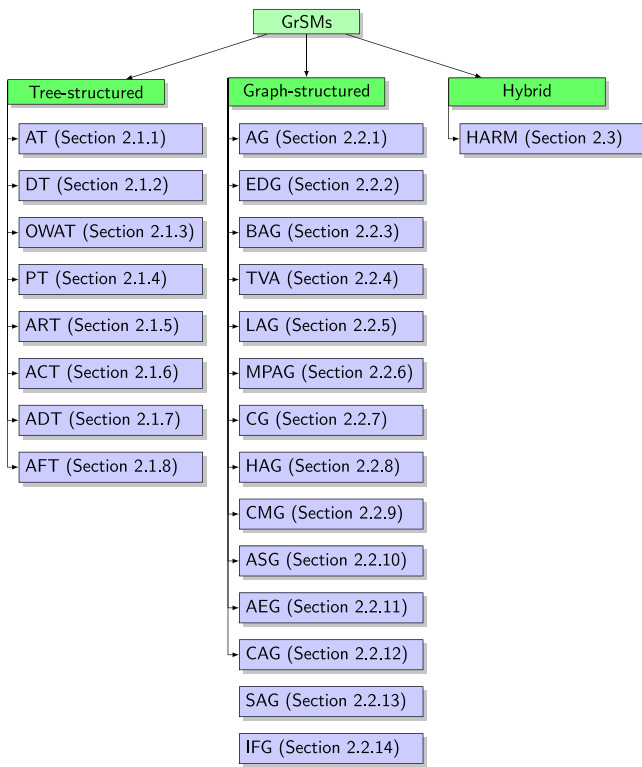 GrSMs
Tree-structured
AT (Section 2.1.1)
DT (Section 2.1.2)
OWAT (Section 2.1.3)
PT (Section 2.1.4)
ART (Section 2.1.5)
ACT (Section 2.1.6)
ADT (Section 2.1.7)
AFT (Section 2.1.8)
Graph-structured
AG (Section 2.2.1)
EDG (Section 2.2.2)
BAG (Section 2.2.3)
TVA (Section 2.2.4)
LAG (Section 2.2.5)
MPAG (Section 2.2.6)
CG (Section 2.2.7)
HAG (Section 2.2.8)
CMG (Section 2.2.9)
ASG (Section 2.2.10)
AEG (Section 2.2.11)
CAG (Section 2.2.12)
SAG (Section 2.2.13)
IFG (Section 2.2.14)
Hybrid
HARM (Section 2.3)